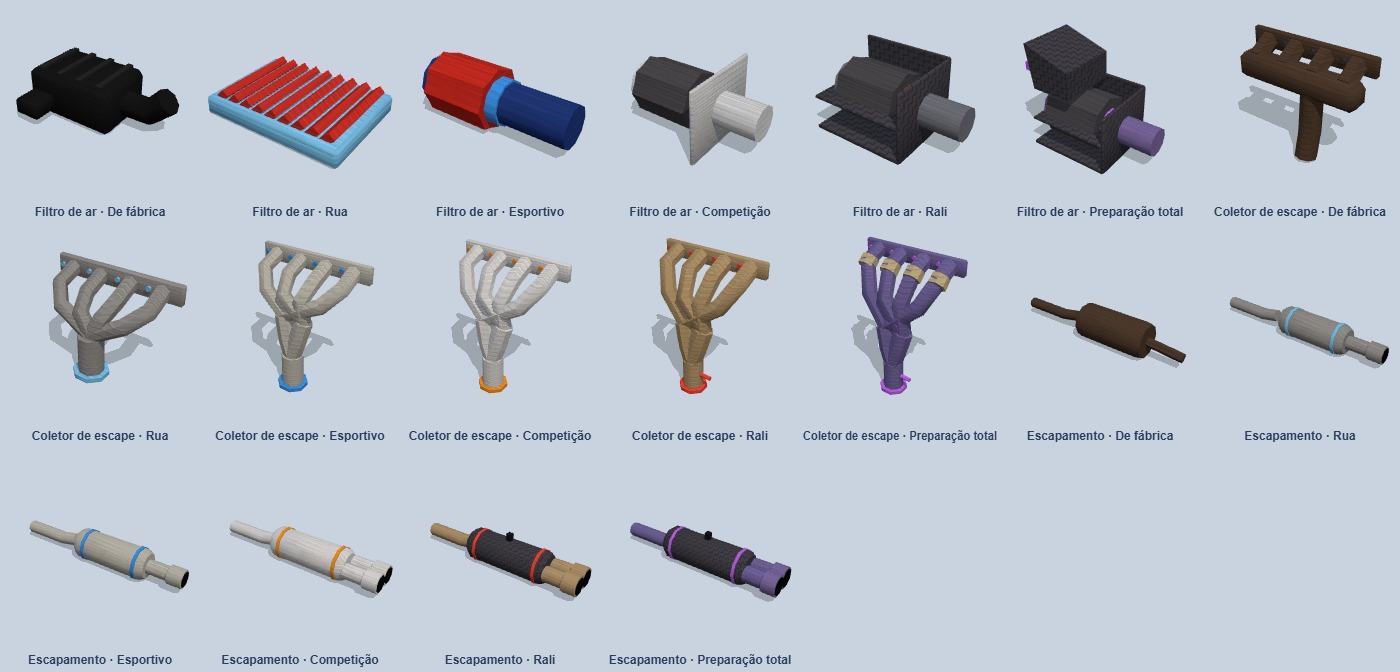 Filtro de ar · De fábrica
Filtro de ar · Rua
Filtro de ar · Esportivo
Filtro de ar · Competição
Filtro de ar · Rali
Filtro de ar · Preparação total
Coletor de escape · De fábrica
Coletor de escape · Rua
Coletor de escape · Esportivo
Coletor de escape · Competição
Coletor de escape · Rali
Coletor de escape · Preparação total
Escapamento · De fábrica
Escapamento · Rua
Escapamento · Esportivo
Escapamento · Competição
Escapamento · Rali
Escapamento · Preparação total